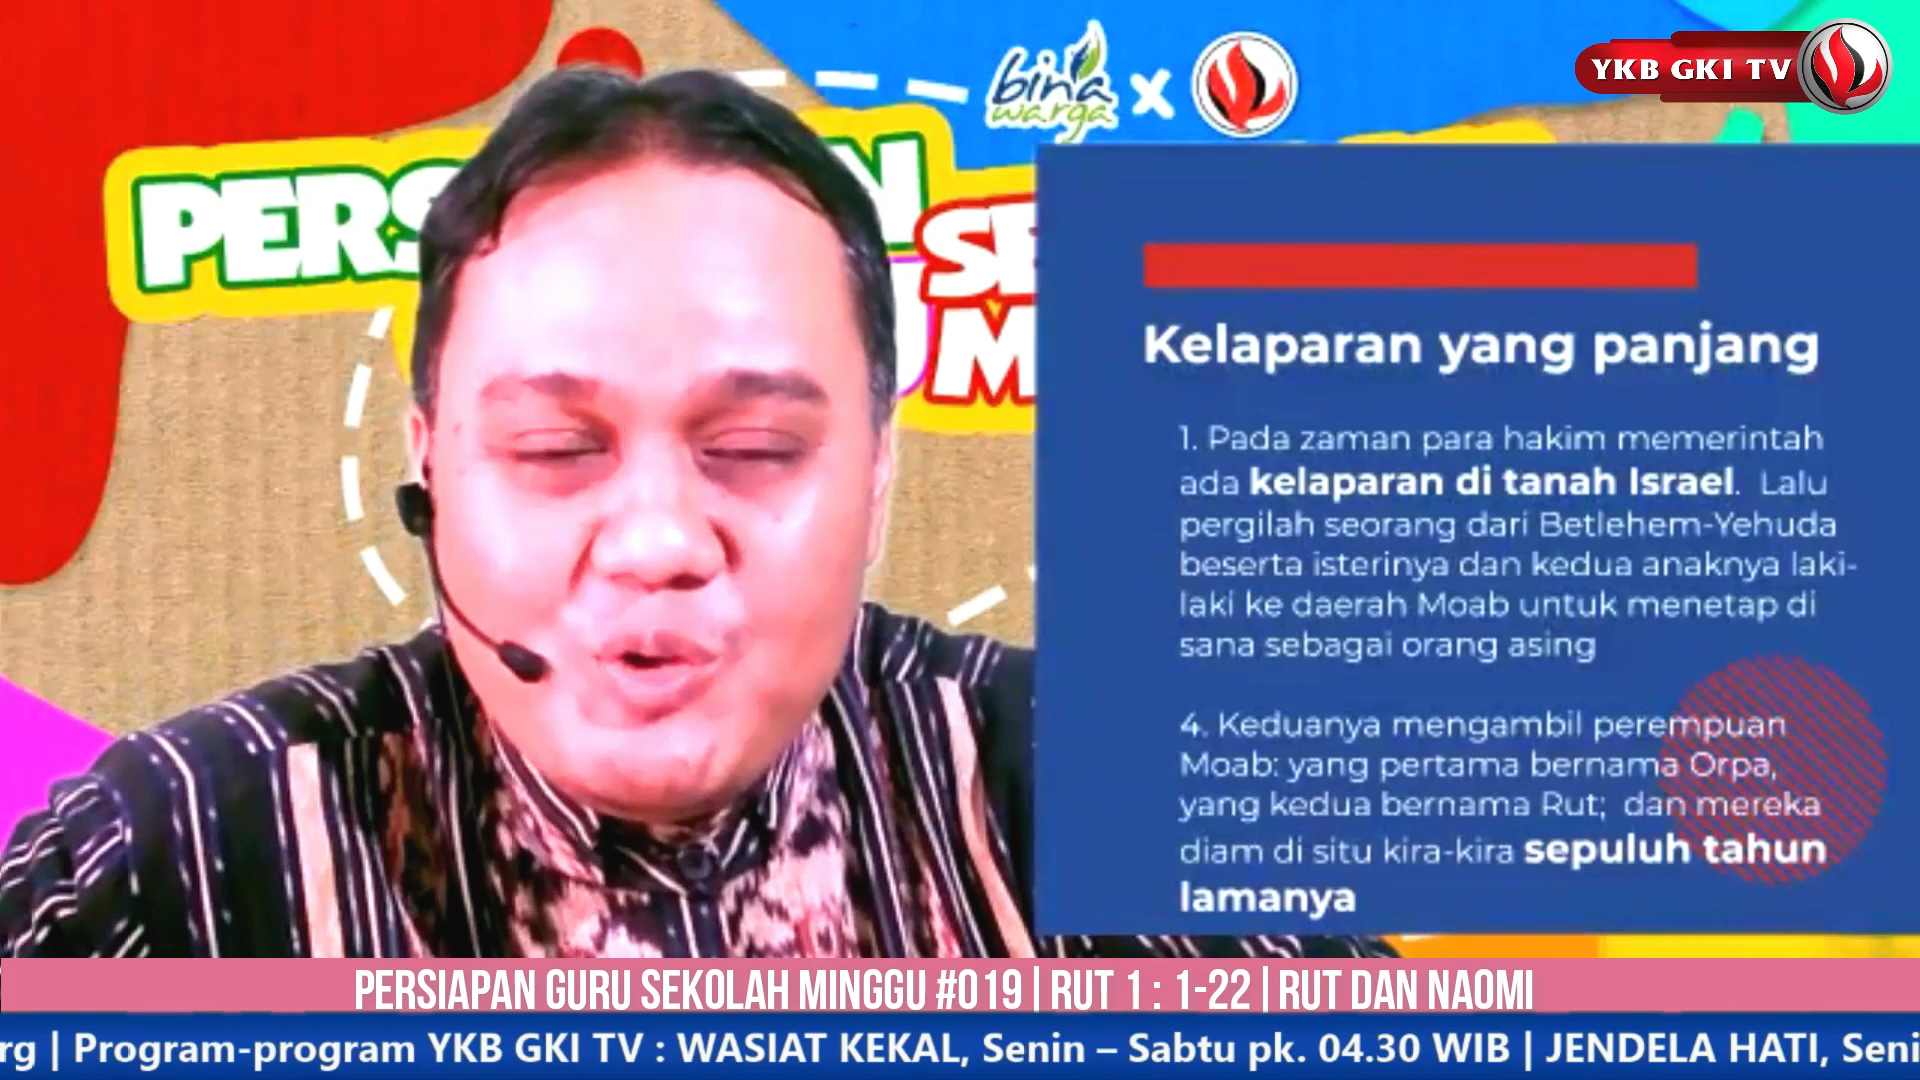 bina
warga
x
YKB GKI TV
Kelaparan yang panjang
1. Pada zaman para hakim memerintah
ada kelaparan di tanah Israel. Lalu
pergilah seorang dari Betlehem-Yehuda
beserta isterinya dan kedua anaknya laki-
laki ke daerah Moab untuk menetap di
sana sebagai orang asing
4. Keduanya mengambil perempuan
Moab: yang pertama bernama Orpa,
yang kedua bernama Rut; dan mereka
diam di situ kira-kira sepuluh tahun
lamanya
PERSIAPAN GURU SEKOLAH MINGGU #019 | RUT 1 : 1-22 | RUT DAN NAOMI
rg | Program-program YKB GKI TV : WASIAT KEKAL, Senin – Sabtu pk. 04.30 WIB | JENDELA HATI, Seni